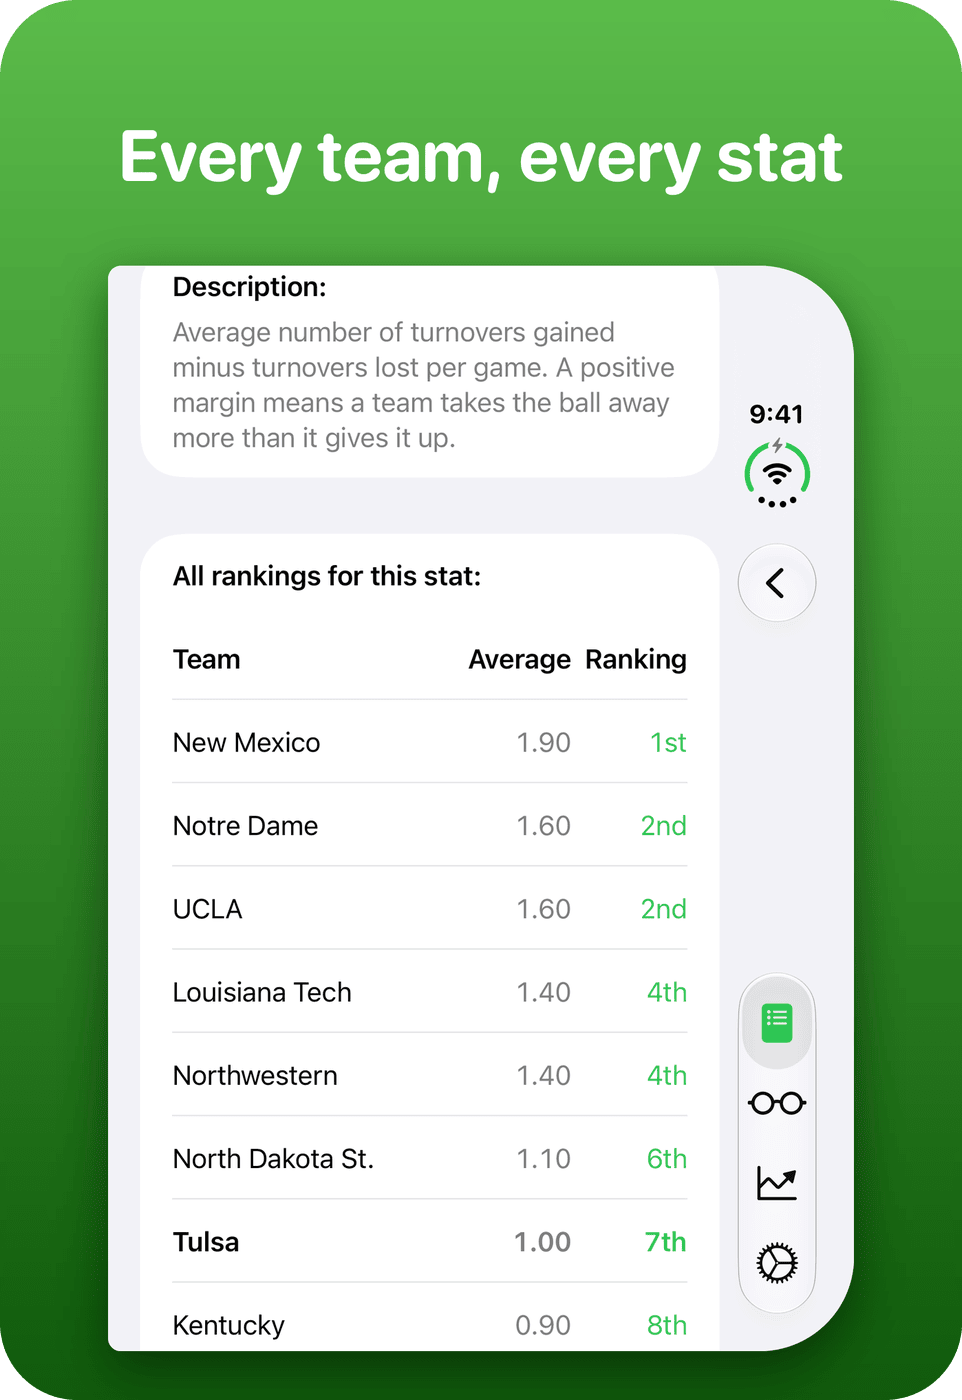 Every team, every stat
Description:
Average number of turnovers gained
minus turnovers lost per game. A positive
margin means a team takes the ball away
more than it gives it up.
9:41
All rankings for this stat:
Team Average Ranking
New Mexico 1.90 1st
Notre Dame 1.60 2nd
UCLA 1.60 2nd
Louisiana Tech 1.40 4th
Northwestern 1.40 4th
North Dakota St. 1.10 6th
Tulsa 1.00 7th
Kentucky 0.90 8th